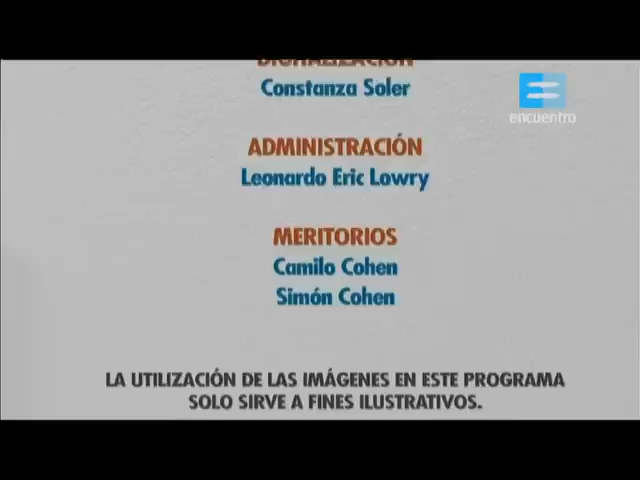 DIGITALIZACIÓN
Constanza Soler
encuentro
ADMINISTRACIÓN
Leonardo Eric Lowry
MERITORIOS
Camilo Cohen
Simón Cohen
LA UTILIZACIÓN DE LAS IMÁGENES EN ESTE PROGRAMA
SOLO SIRVE A FINES ILUSTRATIVOS.